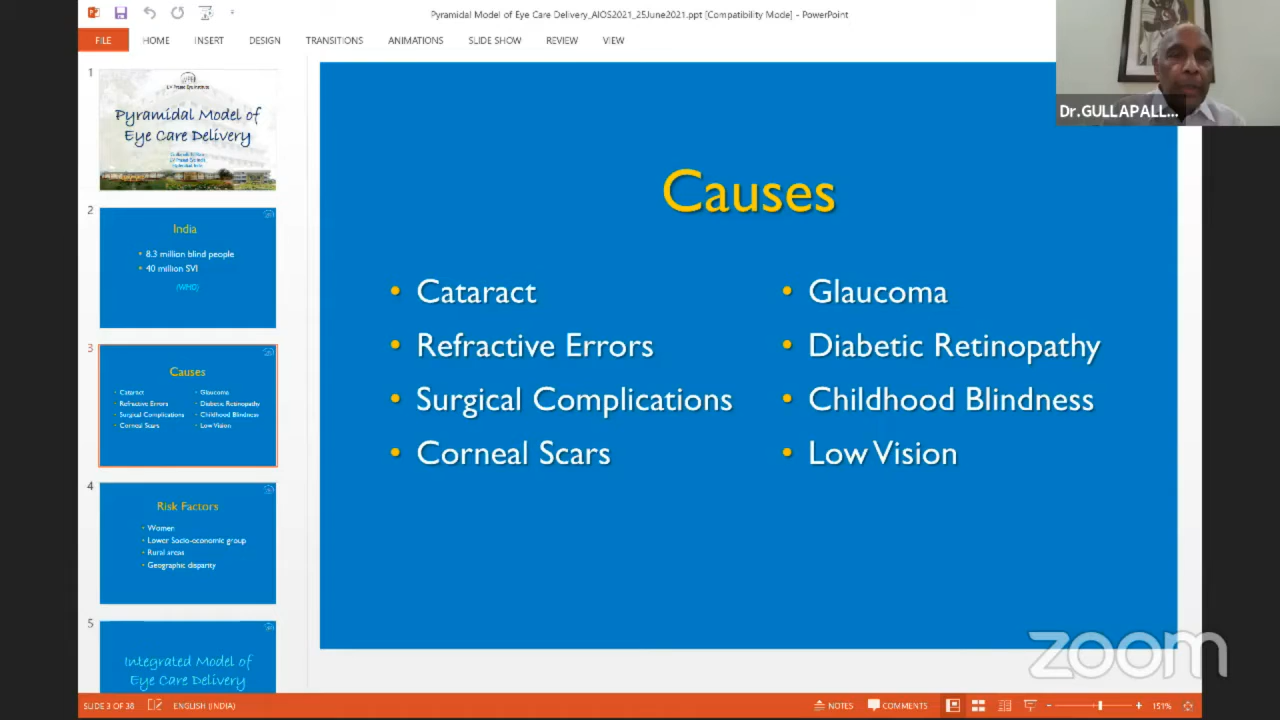 Pyramidal Model of Eye Care Delivery_AIOS2021_25June2021.ppt [Compatibility Mode] - PowerPoint
FILE HOME INSERT DESIGN TRANSITIONS ANIMATIONS SLIDE SHOW REVIEW VIEW
Dr.GULLAPALL...
1
Pyramidal Model of
Eye Care Delivery
2
India
• 8.3 million blind people
• 40 million SVI
(WHO)
3
Causes
• Cataract
• Refractive Errors
• Surgical Complications
• Corneal Scars
• Glaucoma
• Diabetic Retinopathy
• Childhood Blindness
• Low Vision
4
Risk Factors
• Women
• Lower Socio-economic group
• Rural areas
• Geographic disparity
5
Integrated Model of
Eye Care Delivery
Causes
• Cataract
• Refractive Errors
• Surgical Complications
• Corneal Scars
• Glaucoma
• Diabetic Retinopathy
• Childhood Blindness
• Low Vision
zoom
SLIDE 3 OF 38 ENGLISH (INDIA) NOTES COMMENTS 151%